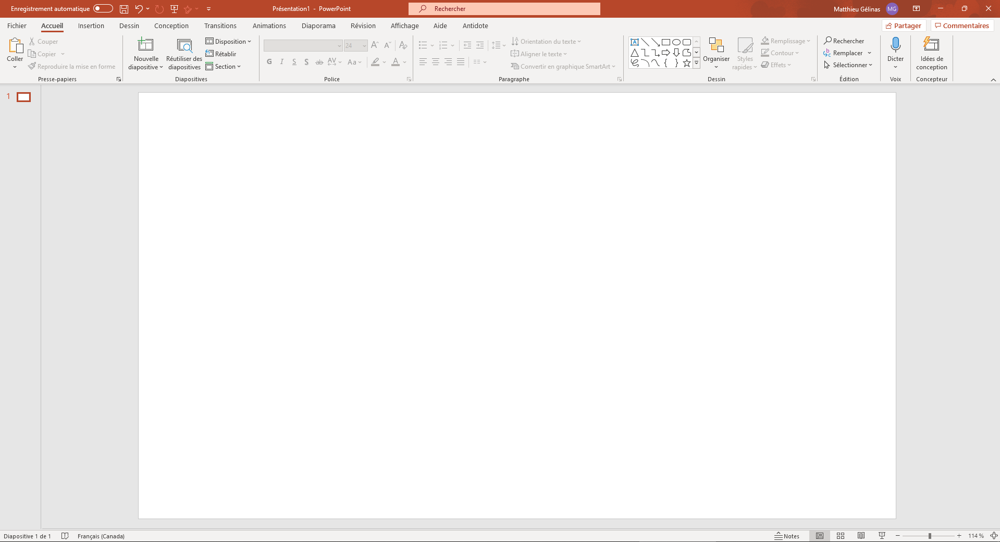 Enregistrement automatique
Présentation1 - PowerPoint
Rechercher
Matthieu Gélinas MG
Fichier Accueil Insertion Dessin Conception Transitions Animations Diaporama Révision Affichage Aide Antidote Partager Commentaires
Coller
Couper
Copier
Reproduire la mise en forme
Presse-papiers
Nouvelle
diapositive
Réutiliser des
diapositives
Disposition
Rétablir
Section
Diapositives
24
G I S S ab AV Aa A
Police
Orientation du texte
Aligner le texte
Convertir en graphique SmartArt
Paragraphe
Organiser
Styles
rapides
Remplissage
Contour
Effets
Dessin
Rechercher
Remplacer
Sélectionner
Édition
Dicter
Voix
Idées de
conception
Concepteur
1
Diapositive 1 de 1 Français (Canada) Notes 114 %